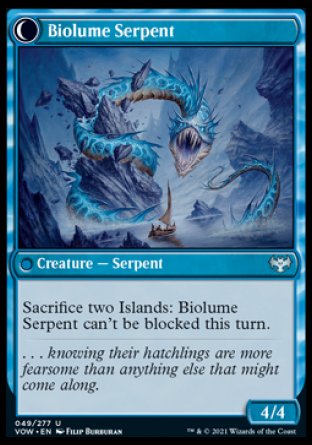 Biolume Serpent
Creature — Serpent
Sacrifice two Islands: Biolume
Serpent can't be blocked this turn.
. . . knowing their hatchlings are more
fearsome than anything else that might
come along.
4/4
049/277 U
VOW • EN Filip Burburan
™ & © 2021 Wizards of the Coast